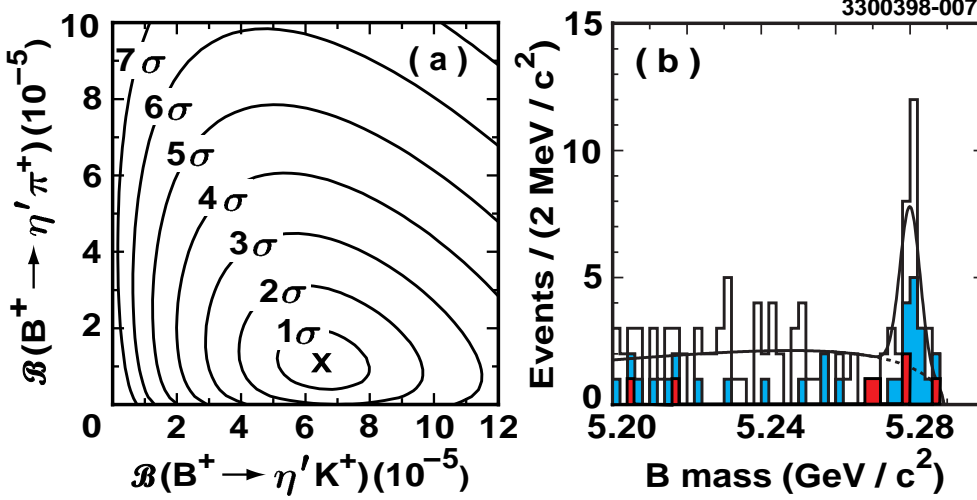 3300398-007
( a )
7σ
6σ
5σ
4σ
3σ
2σ
1σ
x
10
8
6
4
2
0
2 4 6 8 10 12
ℬ(B⁺ → η′π⁺)(10⁻⁵)
ℬ(B⁺ → η′K⁺)(10⁻⁵)
( b )
15
10
5
0
5.20 5.24 5.28
Events / (2 MeV / c²)
B mass (GeV / c²)